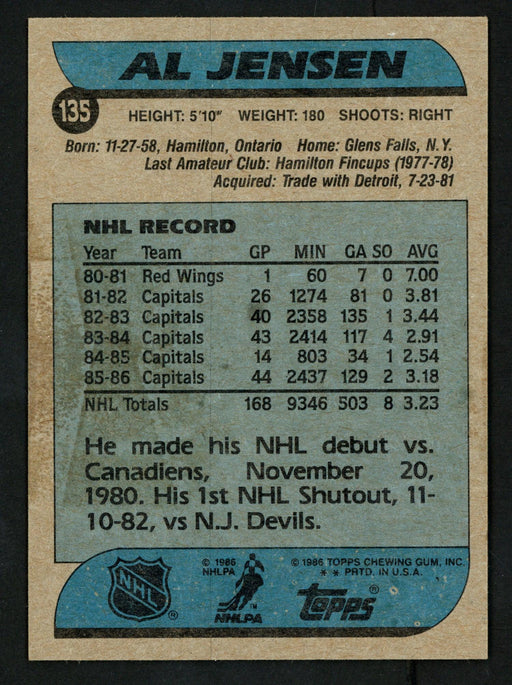 AL JENSEN
135
HEIGHT: 5'10" WEIGHT: 180 SHOOTS: RIGHT
Born: 11-27-58, Hamilton, Ontario Home: Glens Falls, N.Y.
Last Amateur Club: Hamilton Fincups (1977-78)
Acquired: Trade with Detroit, 7-23-81
NHL RECORD
Year Team GP MIN GA SO AVG
80-81 Red Wings 1 60 7 0 7.00
81-82 Capitals 26 1274 81 0 3.81
82-83 Capitals 40 2358 135 1 3.44
83-84 Capitals 43 2414 117 4 2.91
84-85 Capitals 14 803 34 1 2.54
85-86 Capitals 44 2437 129 2 3.18
NHL Totals 168 9346 503 8 3.23
He made his NHL debut vs.
Canadiens, November 20,
1980. His 1st NHL Shutout, 11-
10-82, vs N.J. Devils.
NHL ®
© 1986
NHLPA
NHLPA ™
© 1986 TOPPS CHEWING GUM, INC.
* * PRTD. IN U.S.A.
Topps ®